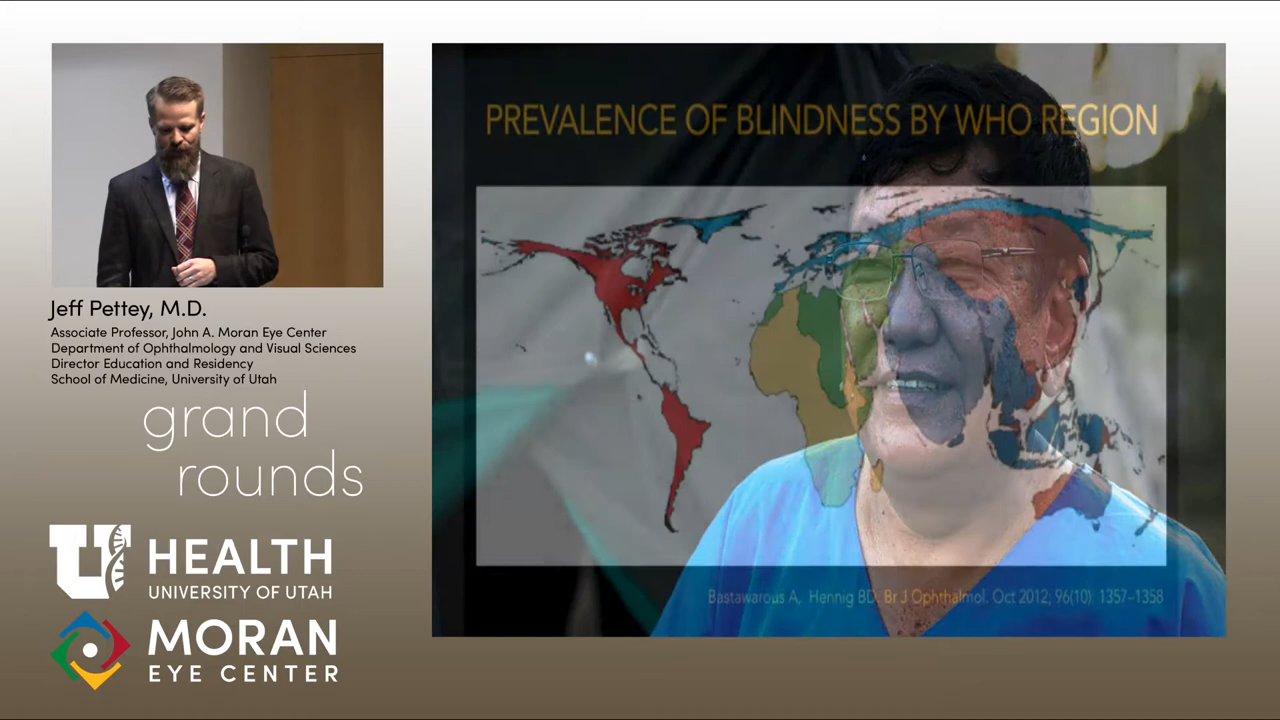 Jeff Pettey, M.D.
Associate Professor, John A. Moran Eye Center
Department of Ophthalmology and Visual Sciences
Director Education and Residency
School of Medicine, University of Utah
grand
rounds
U HEALTH
UNIVERSITY OF UTAH
MORAN
EYE CENTER
PREVALENCE OF BLINDNESS BY WHO REGION
Bastawarous A, Hennig BD. Br J Ophthalmol. Oct 2012; 96(10): 1357–1358